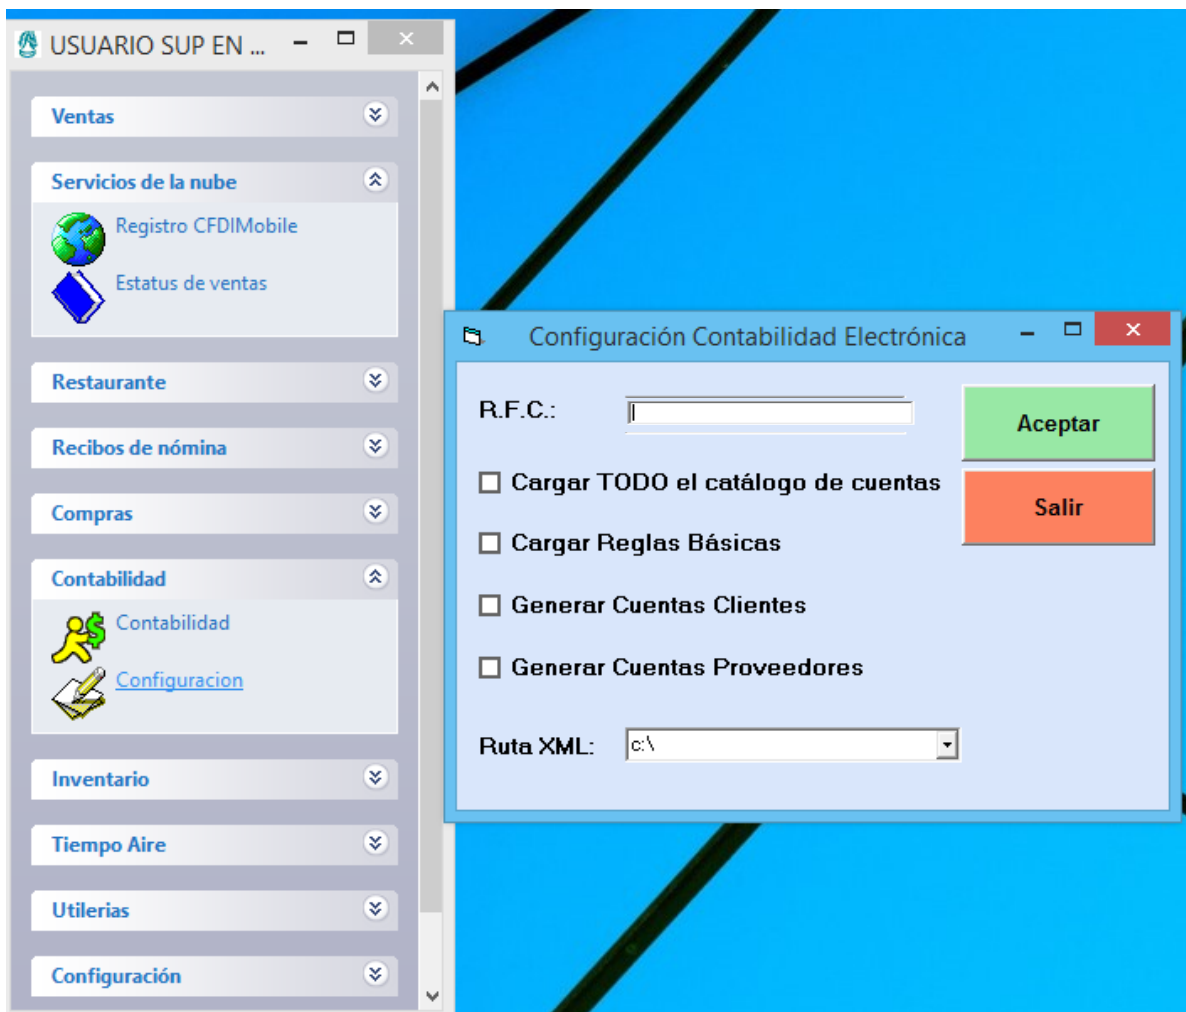 USUARIO SUP EN ...
Ventas
Servicios de la nube
Registro CFDIMobile
Estatus de ventas
Restaurante
Recibos de nómina
Compras
Contabilidad
Contabilidad
Configuracion
Inventario
Tiempo Aire
Utilerias
Configuración
Configuración Contabilidad Electrónica
R.F.C.:
Aceptar
Cargar TODO el catálogo de cuentas
Salir
Cargar Reglas Básicas
Generar Cuentas Clientes
Generar Cuentas Proveedores
Ruta XML: c:\